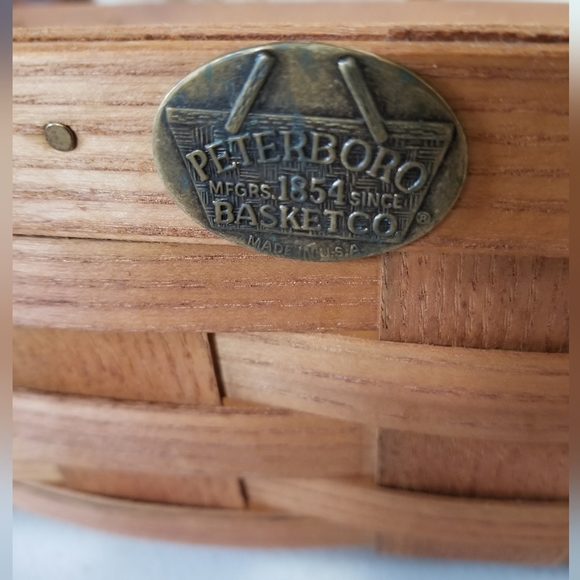 PETERBORO
MFGRS. 1854 SINCE
BASKET CO
®
MADE IN U.S.A.